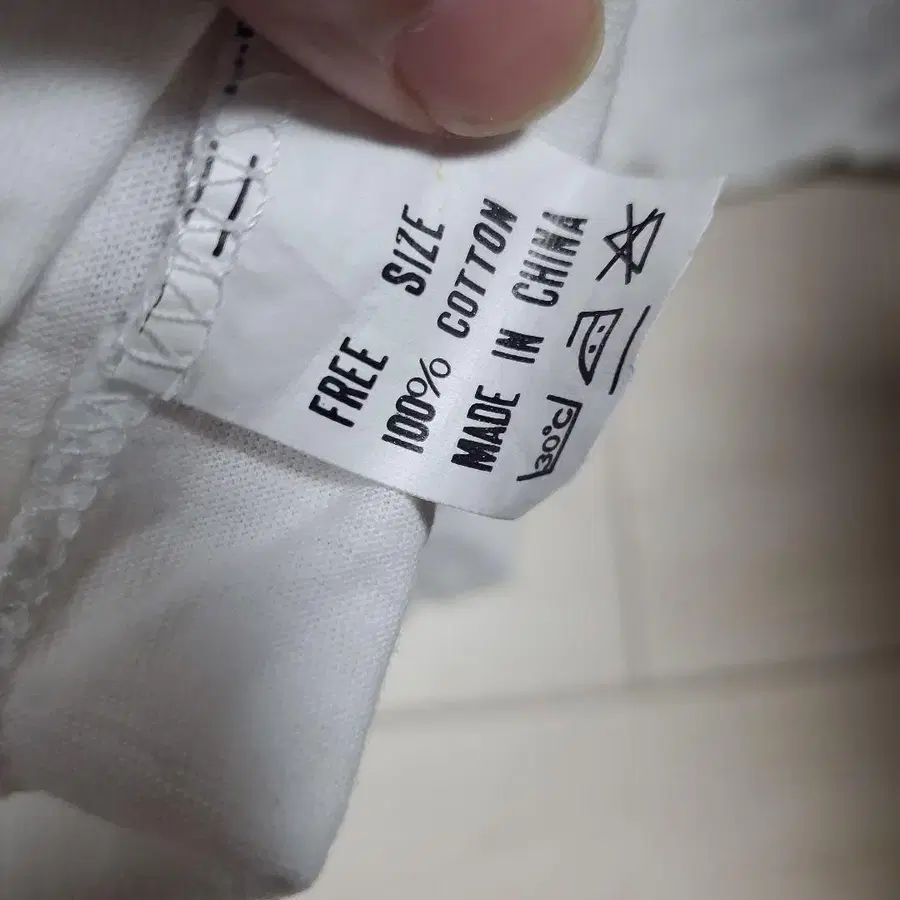 FREE SIZE
100% COTTON
MADE IN CHINA
30°C